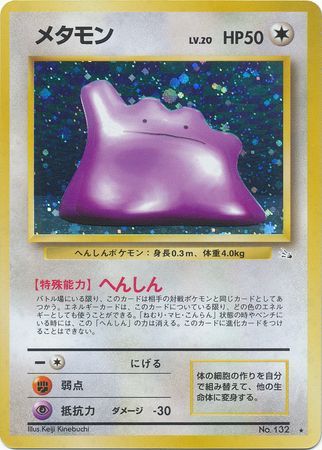 メタモン LV.20 HP50
へんしんポケモン：身長0.3m、体重4.0kg
【特殊能力】へんしん
バトル場にいる限り、このカードは相手の対戦ポケモンと同じカードとして
あつかう。エネルギーカードは、このカードについている限り、どの色のエネル
ギーとしても使うことができる。「ねむり・マヒ・こんらん」状態の時やベンチに
いる時には、この「へんしん」の力は消える。このカードに進化カードをつける
ことはできない。
にげる
弱点
抵抗力 ダメージ -30
体の細胞の作りを自分
で組み替えて、他の生
命体に変身する。
Illus.Keiji Kinebuchi
No.132